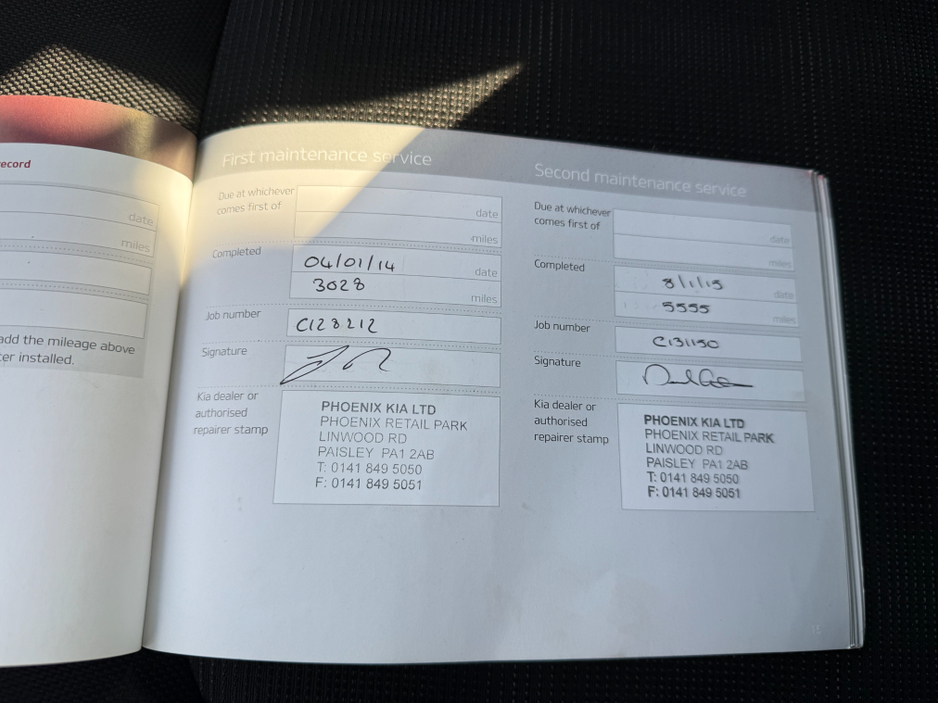 ecord
date
miles
add the mileage above
er installed.
First maintenance service
Due at whichever
comes first of
date
miles
Completed
04/01/14 date
3028 miles
Job number
C128212
Signature
Kia dealer or
authorised
repairer stamp
PHOENIX KIA LTD
PHOENIX RETAIL PARK
LINWOOD RD
PAISLEY PA1 2AB
T: 0141 849 5050
F: 0141 849 5051
Second maintenance service
Due at whichever
comes first of
date
miles
Completed
8/1/15 date
5555 miles
Job number
C131150
Signature
Kia dealer or
authorised
repairer stamp
PHOENIX KIA LTD
PHOENIX RETAIL PARK
LINWOOD RD
PAISLEY PA1 2AB
T: 0141 849 5050
F: 0141 849 5051